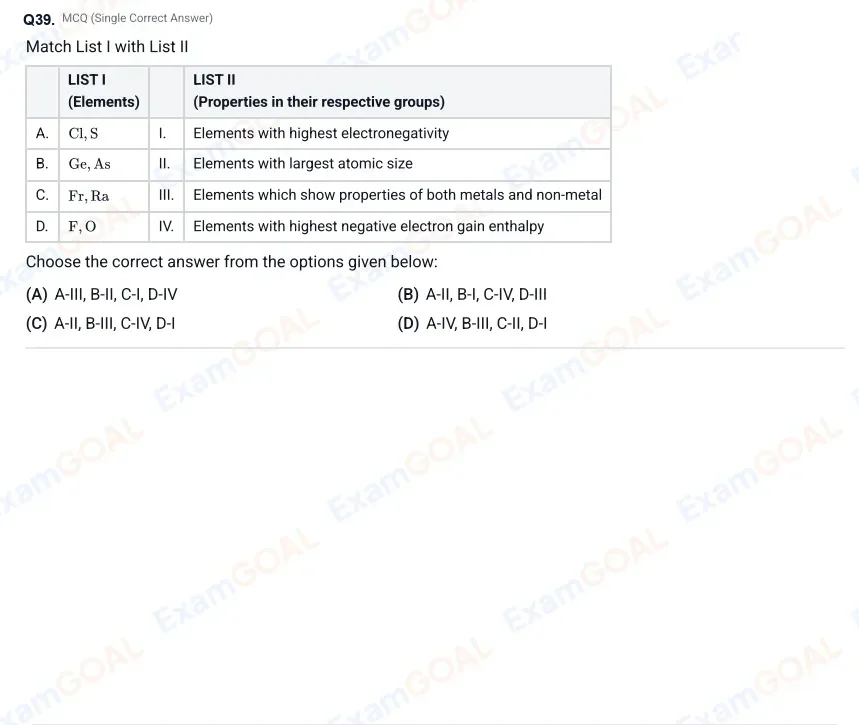 Q39. MCQ (Single Correct Answer)
Match List I with List II
LIST I (Elements) LIST II (Properties in their respective groups)
A. Cl, S I. Elements with highest electronegativity
B. Ge, As II. Elements with largest atomic size
C. Fr, Ra III. Elements which show properties of both metals and non-metal
D. F, O IV. Elements with highest negative electron gain enthalpy
Choose the correct answer from the options given below:
(A) A-III, B-II, C-I, D-IV (B) A-II, B-I, C-IV, D-III
(C) A-II, B-III, C-IV, D-I (D) A-IV, B-III, C-II, D-I
ExamGOAL